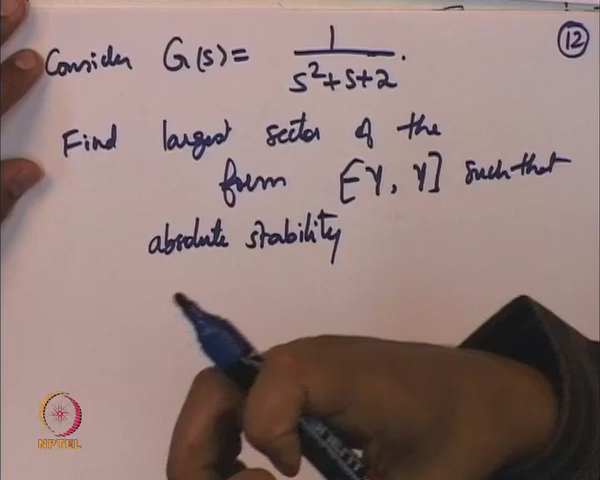 12
Consider G(s) = 1/(s²+s+2).
Find largest sector of the
form [-γ, γ] such that
absolute stability
NPTEL